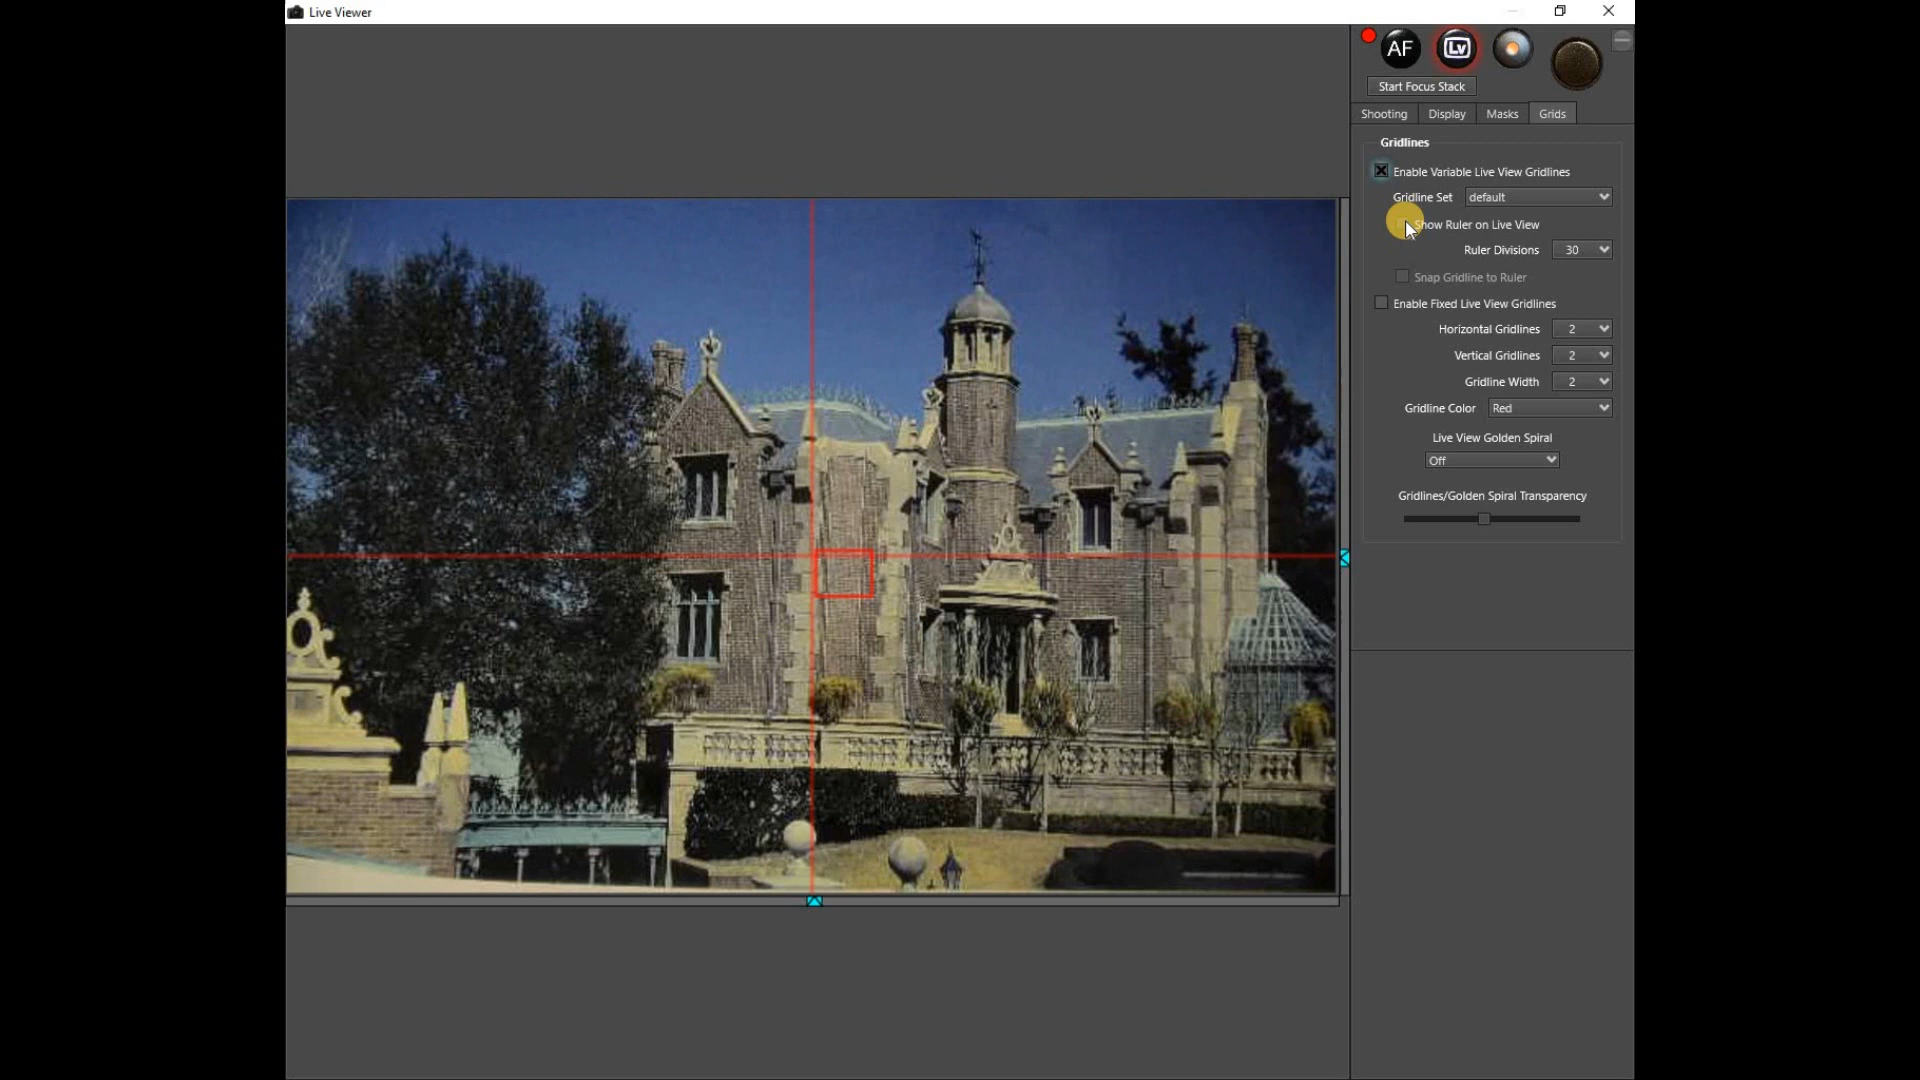 Live Viewer
AF
Lv
Start Focus Stack
Shooting Display Masks Grids
Gridlines
Enable Variable Live View Gridlines
Gridline Set default
Show Ruler on Live View
Ruler Divisions 30
Snap Gridline to Ruler
Enable Fixed Live View Gridlines
Horizontal Gridlines 2
Vertical Gridlines 2
Gridline Width 2
Gridline Color Red
Live View Golden Spiral
Off
Gridlines/Golden Spiral Transparency